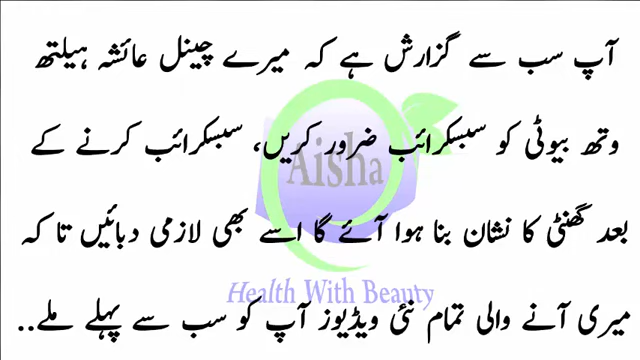 آپ سب سے گزارش ہے کہ میرے چینل عائشہ ہیلتھ
وتھ بیوٹی کو سبسکرائب ضرور کریں، سبسکرائب کرنے کے
Aisha
بعد گھنٹی کا نشان بنا ہوا آئے گا اسے بھی لازمی دبائیں تا کہ
Health With Beauty
میری آنے والی تمام نئی ویڈیوز آپ کو سب سے پہلے ملے..